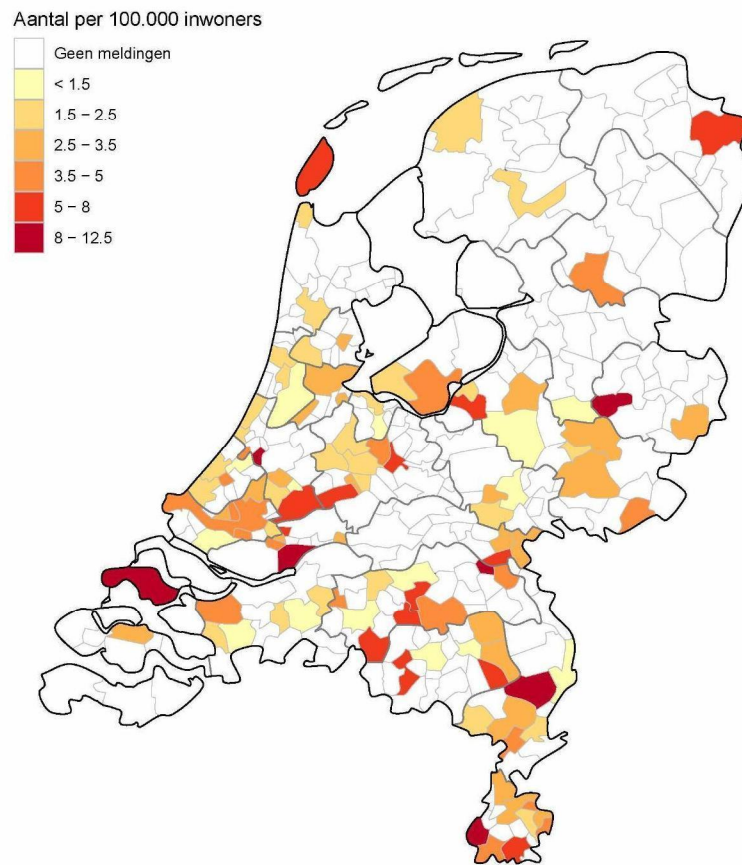 Aantal per 100.000 inwoners
Geen meldingen
< 1.5
1.5 – 2.5
2.5 – 3.5
3.5 – 5
5 – 8
8 – 12.5